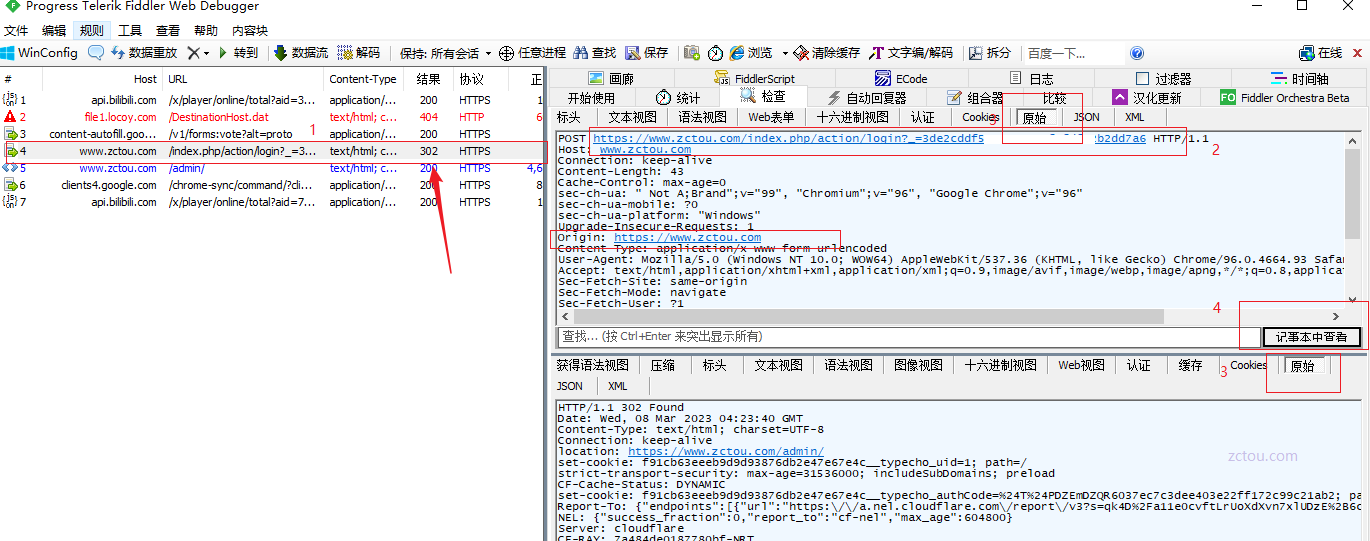 Progress Telerik Fiddler Web Debugger
文件 编辑 规则 工具 查看 帮助 内容块
WinConfig 数据重放 转到 数据流 解码 保持: 所有会话 任意进程 查找 保存 浏览 清除缓存 文字编/解码 拆分 百度一下... 在线
# Host URL Content-Type 结果 协议 正
1 api.bilibili.com /x/player/online/total?aid=3... application/... 200 HTTPS 1
2 file1.locoy.com /DestinationHost.dat text/html; c... 404 HTTP 6
3 content-autofill.goo... /v1/forms:vote?alt=proto application/... 200 HTTPS
1
4 www.zctou.com /index.php/action/login?_=3... text/html; c... 302 HTTPS
5 www.zctou.com /admin/ text/html; c... 200 HTTPS 4,6
6 clients4.google.com /chrome-sync/command/?cli... application/... 200 HTTPS 8
7 api.bilibili.com /x/player/online/total?aid=7... application/... 200 HTTPS 1
画廊 FiddlerScript ECode 日志 过滤器 时间轴
开始使用 统计 检查 自动回复器 组合器 比较 汉化更新 FO Fiddler Orchestra Beta
标头 文本视图 语法视图 Web表单 十六进制视图 认证 Cookies 原始 JSON XML
POST https://www.zctou.com/index.php/action/login?_=3de2cddf5 2b2dd7a6 HTTP/1.1
2
Host: www.zctou.com
Connection: keep-alive
Content-Length: 43
Cache-Control: max-age=0
sec-ch-ua: " Not A;Brand";v="99", "Chromium";v="96", "Google Chrome";v="96"
sec-ch-ua-mobile: ?0
sec-ch-ua-platform: "Windows"
Upgrade-Insecure-Requests: 1
Origin: https://www.zctou.com
Content-Type: application/x-www-form-urlencoded
User-Agent: Mozilla/5.0 (Windows NT 10.0; WOW64) AppleWebKit/537.36 (KHTML, like Gecko) Chrome/96.0.4664.93 Safar
Accept: text/html,application/xhtml+xml,application/xml;q=0.9,image/avif,image/webp,image/apng,*/*;q=0.8,applicat
Sec-Fetch-Site: same-origin
Sec-Fetch-Mode: navigate
Sec-Fetch-User: ?1
4
查找... (按 Ctrl+Enter 来突出显示所有) 记事本中查看
获得语法视图 压缩 标头 文本视图 语法视图 图像视图 十六进制视图 Web视图 认证 缓存 3 Cookies 原始
JSON XML
HTTP/1.1 302 Found
Date: Wed, 08 Mar 2023 04:23:40 GMT
Content-Type: text/html; charset=UTF-8
Connection: keep-alive
location: https://www.zctou.com/admin/
zctou.com
set-cookie: f91cb63eeeb9d9d93876db2e47e67e4c__typecho_uid=1; path=/
strict-transport-security: max-age=31536000; includeSubDomains; preload
CF-Cache-Status: DYNAMIC
set-cookie: f91cb63eeeb9d9d93876db2e47e67e4c__typecho_authCode=%24T%24PDZEmDZQR6037ec7c3dee403e22ff172c99c21ab2; pa
Report-To: {"endpoints":[{"url":"https:\/\/a.nel.cloudflare.com\/report\/v3?s=qk4D%2Fa11e0cvftLrUoXdXvn7xlUDzE%2B6c
NEL: {"success_fraction":0,"report_to":"cf-nel","max_age":604800}
Server: cloudflare
CF-RAY: 7a484de0187780bf-NRT